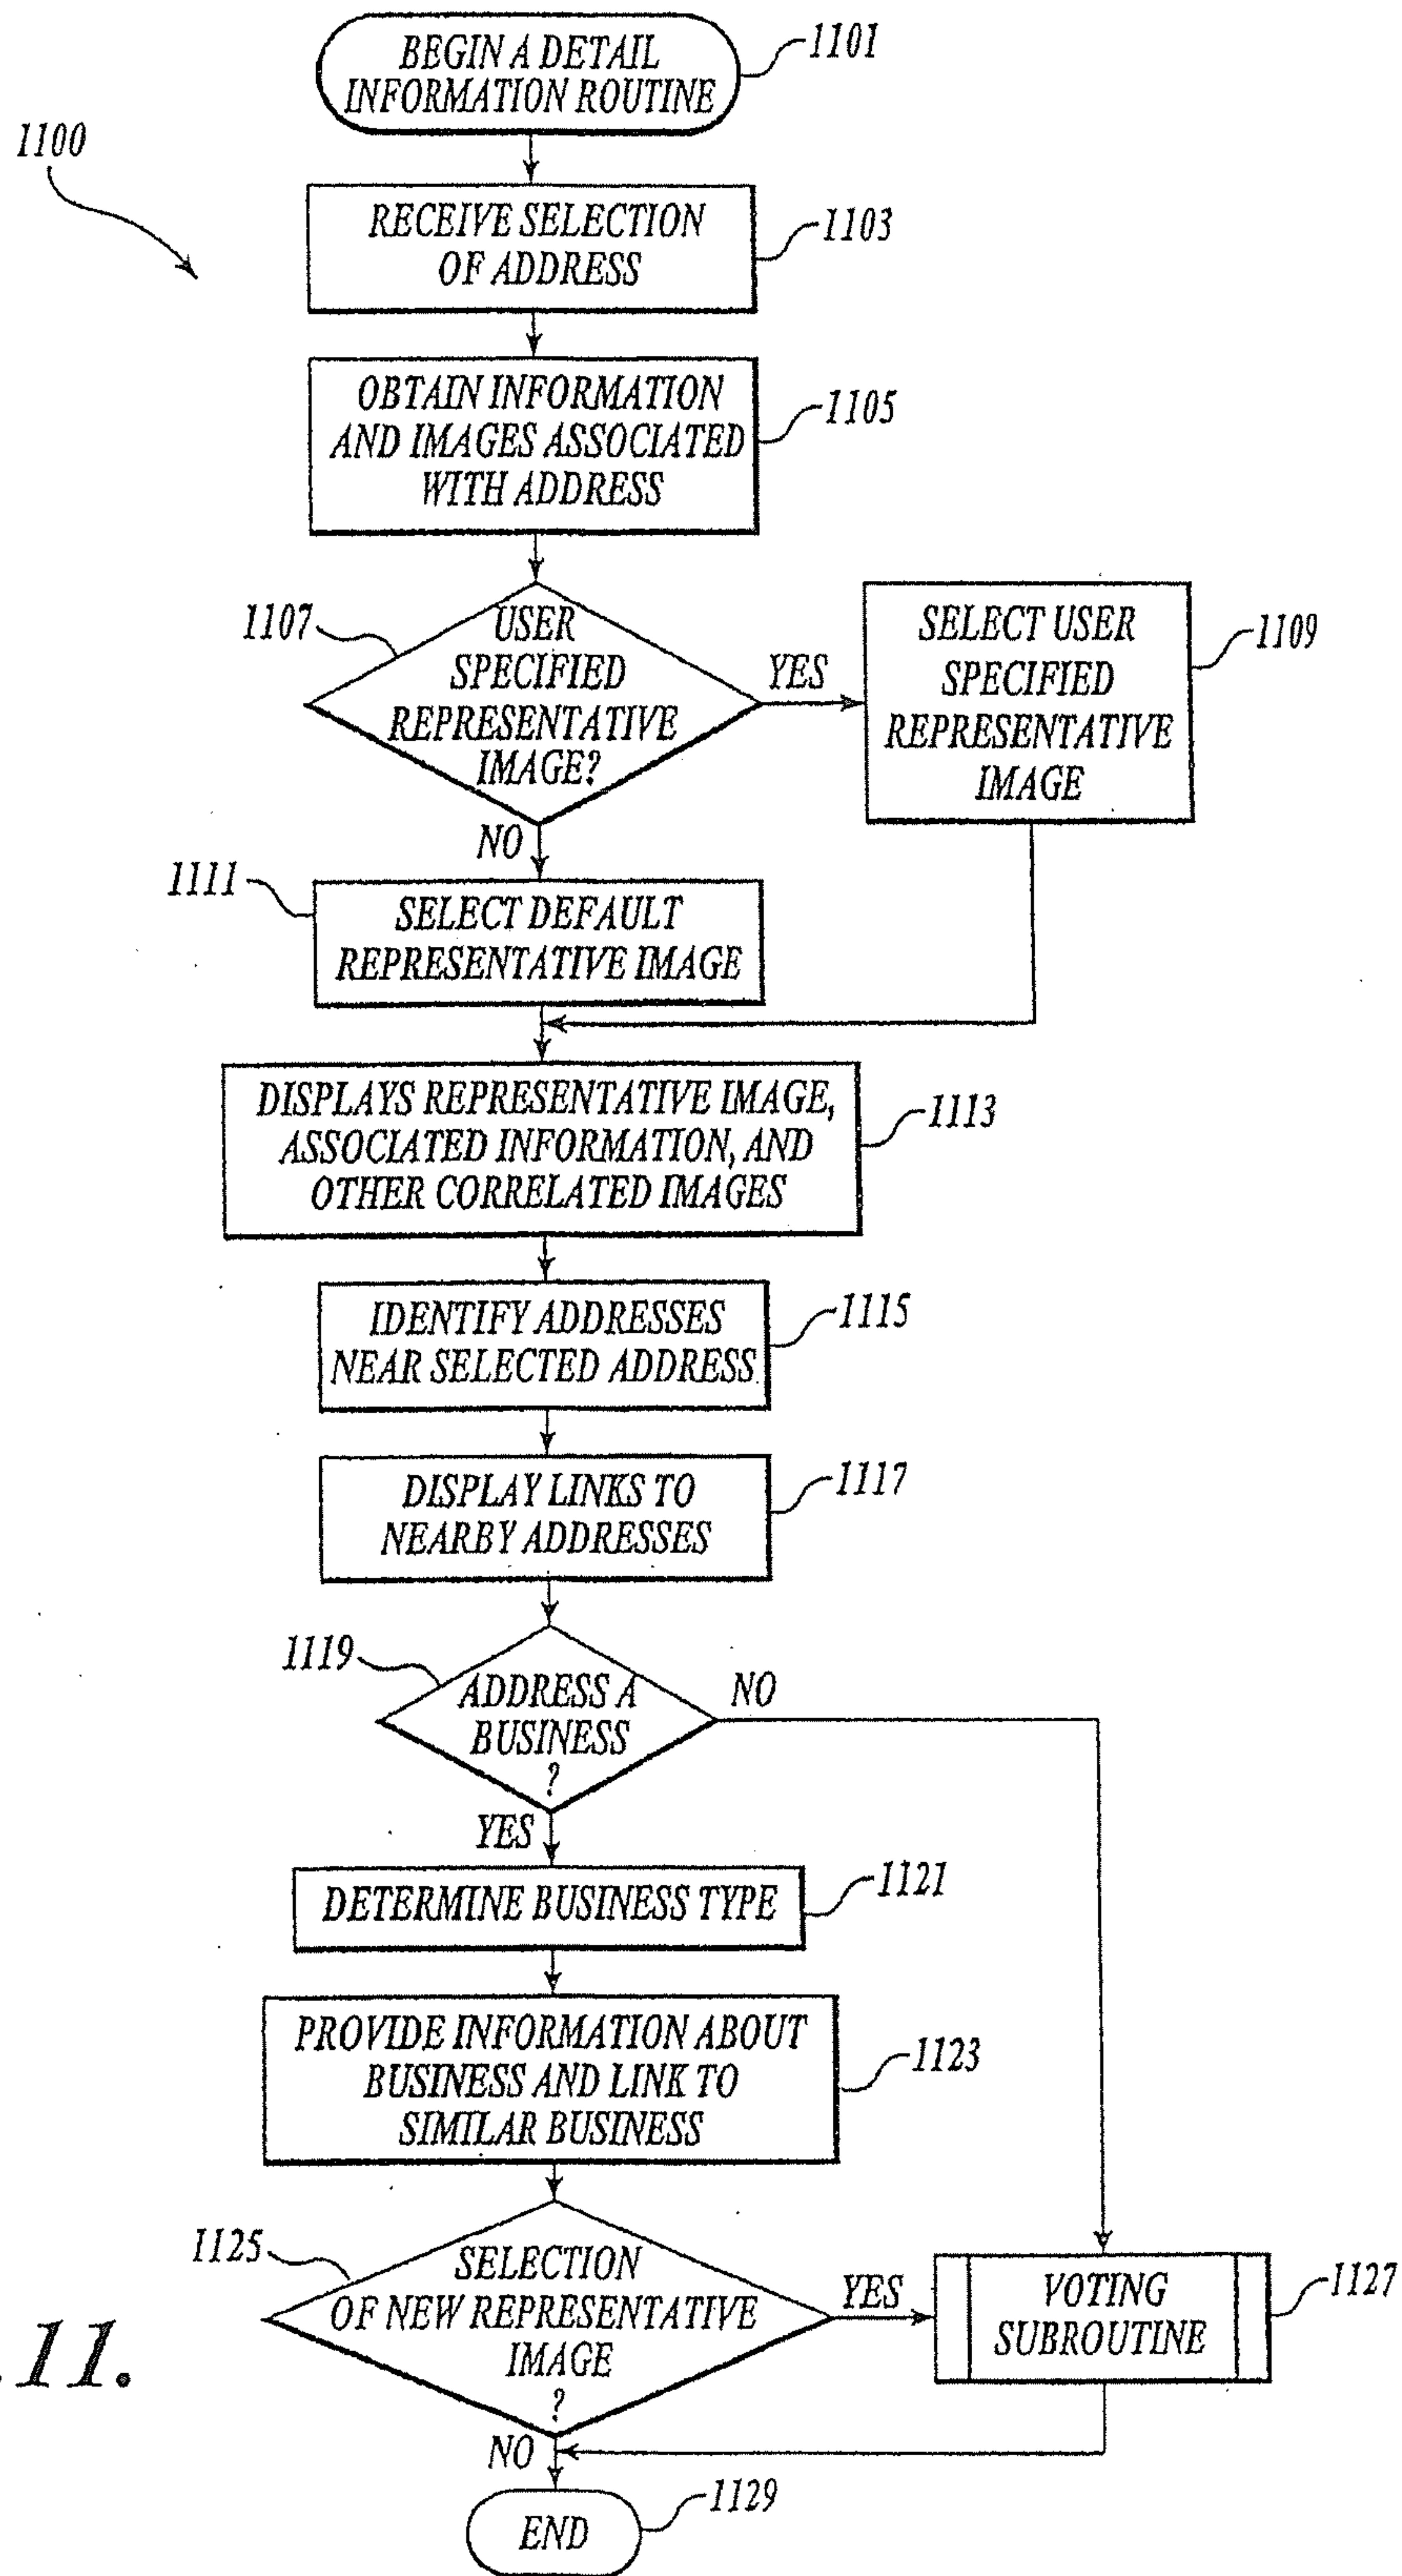 BEGIN A DETAIL
INFORMATION ROUTINE
1101
1100
RECEIVE SELECTION
OF ADDRESS
1103
OBTAIN INFORMATION
AND IMAGES ASSOCIATED
WITH ADDRESS
1105
1107
USER
SPECIFIED
REPRESENTATIVE
IMAGE?
YES
SELECT USER
SPECIFIED
REPRESENTATIVE
IMAGE
1109
NO
1111
SELECT DEFAULT
REPRESENTATIVE IMAGE
DISPLAYS REPRESENTATIVE IMAGE,
ASSOCIATED INFORMATION, AND
OTHER CORRELATED IMAGES
1113
IDENTIFY ADDRESSES
NEAR SELECTED ADDRESS
1115
DISPLAY LINKS TO
NEARBY ADDRESSES
1117
1119
ADDRESS A
BUSINESS
?
NO
YES
DETERMINE BUSINESS TYPE
1121
PROVIDE INFORMATION ABOUT
BUSINESS AND LINK TO
SIMILAR BUSINESS
1123
1125
SELECTION
OF NEW REPRESENTATIVE
IMAGE
?
YES
VOTING
SUBROUTINE
1127
NO
END
1129
.11.